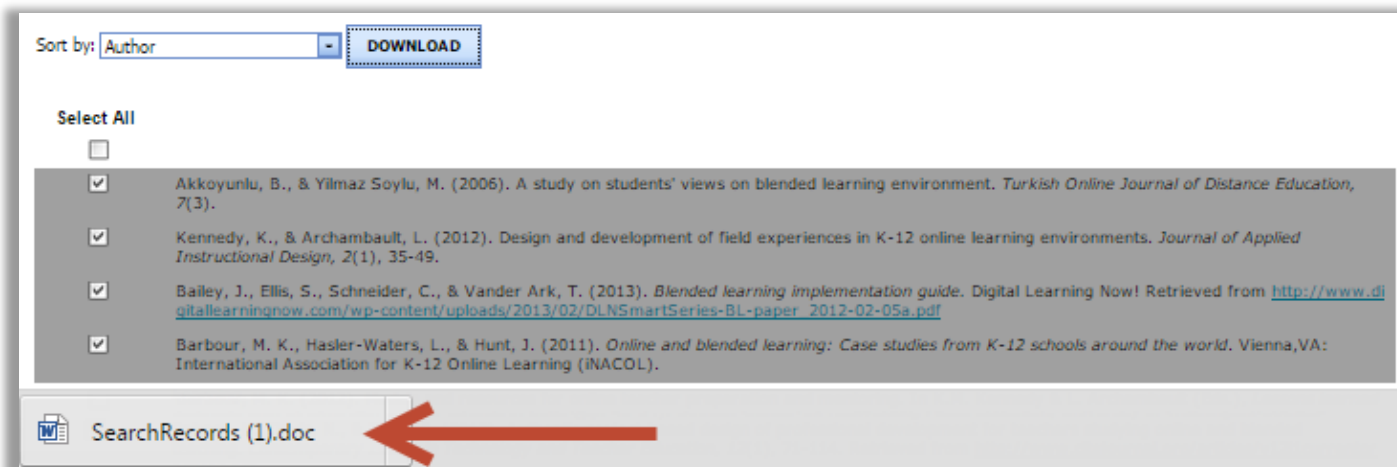 Sort by: Author DOWNLOAD
Select All
Akkoyunlu, B., & Yilmaz Soylu, M. (2006). A study on students' views on blended learning environment. Turkish Online Journal of Distance Education,
7(3).
Kennedy, K., & Archambault, L. (2012). Design and development of field experiences in K-12 online learning environments. Journal of Applied
Instructional Design, 2(1), 35-49.
Bailey, J., Ellis, S., Schneider, C., & Vander Ark, T. (2013). Blended learning implementation guide. Digital Learning Now! Retrieved from http://www.di
gitallearningnow.com/wp-content/uploads/2013/02/DLNSmartSeries-BL-paper_2012-02-05a.pdf
Barbour, M. K., Hasler-Waters, L., & Hunt, J. (2011). Online and blended learning: Case studies from K-12 schools around the world. Vienna,VA:
International Association for K-12 Online Learning (iNACOL).
SearchRecords (1).doc